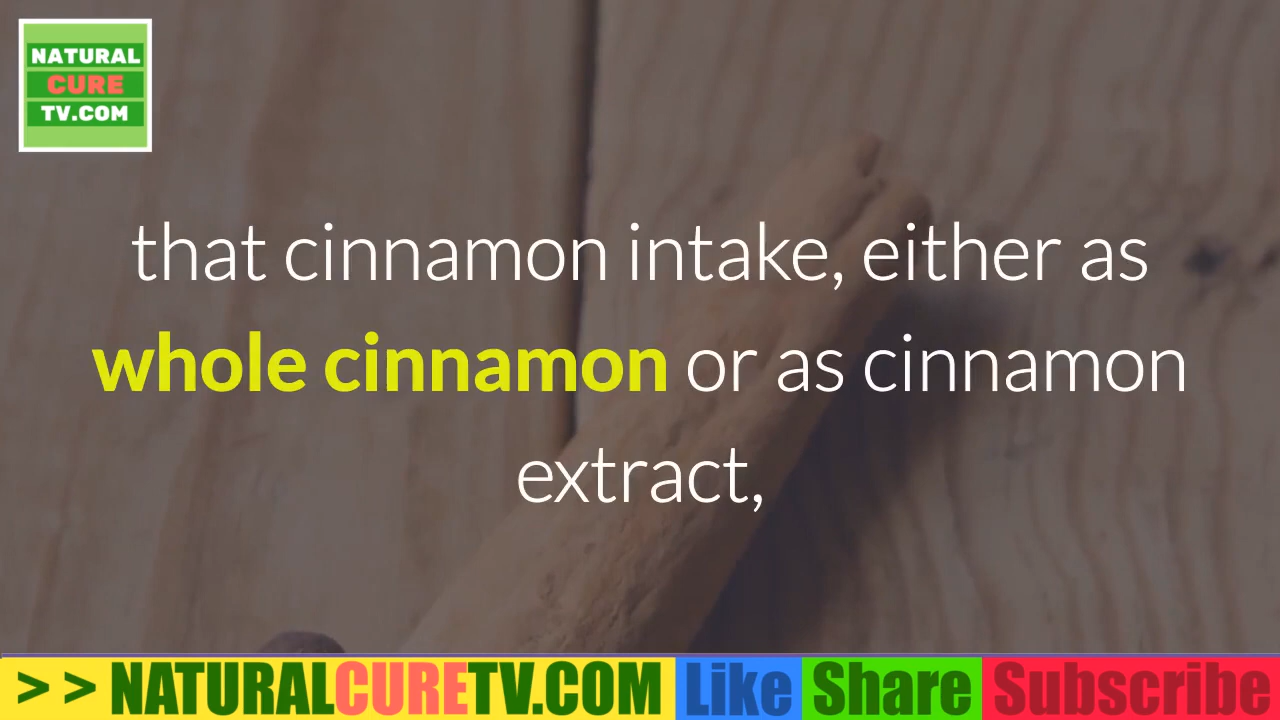 NATURAL
CURE
TV.COM
that cinnamon intake, either as
whole cinnamon or as cinnamon
extract,
> > NATURALCURETV.COM Like Share Subscribe